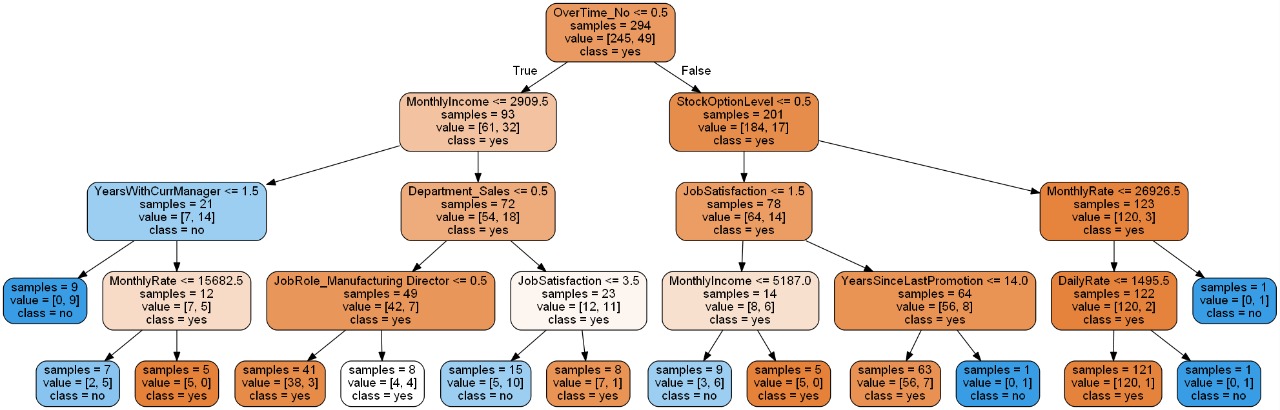 OverTime_No <= 0.5
samples = 294
value = [245, 49]
class = yes
True
False
MonthlyIncome <= 2909.5
samples = 93
value = [61, 32]
class = yes
StockOptionLevel <= 0.5
samples = 201
value = [184, 17]
class = yes
YearsWithCurrManager <= 1.5
samples = 21
value = [7, 14]
class = no
Department_Sales <= 0.5
samples = 72
value = [54, 18]
class = yes
JobSatisfaction <= 1.5
samples = 78
value = [64, 14]
class = yes
MonthlyRate <= 26926.5
samples = 123
value = [120, 3]
class = yes
samples = 9
value = [0, 9]
class = no
MonthlyRate <= 15682.5
samples = 12
value = [7, 5]
class = yes
JobRole_Manufacturing Director <= 0.5
samples = 49
value = [42, 7]
class = yes
JobSatisfaction <= 3.5
samples = 23
value = [12, 11]
class = yes
MonthlyIncome <= 5187.0
samples = 14
value = [8, 6]
class = yes
YearsSinceLastPromotion <= 14.0
samples = 64
value = [56, 8]
class = yes
DailyRate <= 1495.5
samples = 122
value = [120, 2]
class = yes
samples = 1
value = [0, 1]
class = no
samples = 7
value = [2, 5]
class = no
samples = 5
value = [5, 0]
class = yes
samples = 41
value = [38, 3]
class = yes
samples = 8
value = [4, 4]
class = yes
samples = 15
value = [5, 10]
class = no
samples = 8
value = [7, 1]
class = yes
samples = 9
value = [3, 6]
class = no
samples = 5
value = [5, 0]
class = yes
samples = 63
value = [56, 7]
class = yes
samples = 1
value = [0, 1]
class = no
samples = 121
value = [120, 1]
class = yes
samples = 1
value = [0, 1]
class = no